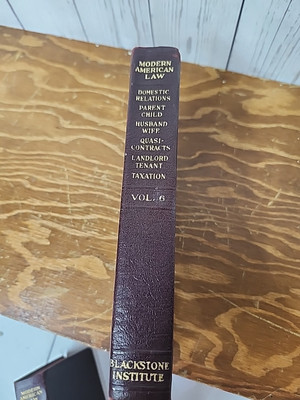 MODERN
AMERICAN
LAW
DOMESTIC
RELATIONS
PARENT
CHILD
HUSBAND
WIFE
QUASI-
CONTRACTS
LANDLORD
TENANT
TAXATION
VOL. 6
BLACKSTONE
INSTITUTE